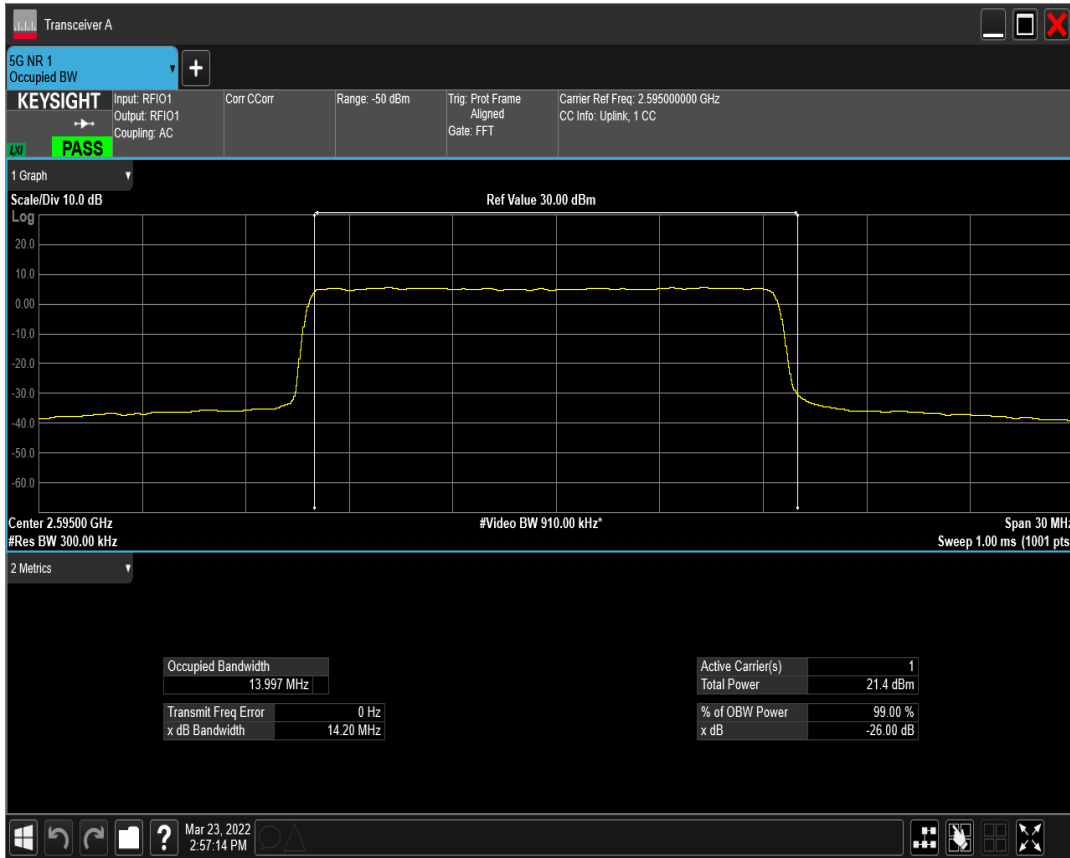 Transceiver A
5G NR 1
Occupied BW
+
KEYSIGHT
LXI
PASS
Input: RFIO1
Output: RFIO1
Coupling: AC
Corr CCorr
Range: -50 dBm
Trig: Prot Frame
Aligned
Gate: FFT
Carrier Ref Freq: 2.595000000 GHz
CC Info: Uplink, 1 CC
1 Graph
Scale/Div 10.0 dB
Ref Value 30.00 dBm
Log
20.0
10.0
0.00
-10.0
-20.0
-30.0
-40.0
-50.0
-60.0
Center 2.59500 GHz
#Video BW 910.00 kHz*
Span 30 MHz
#Res BW 300.00 kHz
Sweep 1.00 ms (1001 pts
2 Metrics
Occupied Bandwidth
13.997 MHz
Transmit Freq Error 0 Hz
x dB Bandwidth 14.20 MHz
Active Carrier(s) 1
Total Power 21.4 dBm
% of OBW Power 99.00 %
x dB -26.00 dB
?
Mar 23, 2022
2:57:14 PM